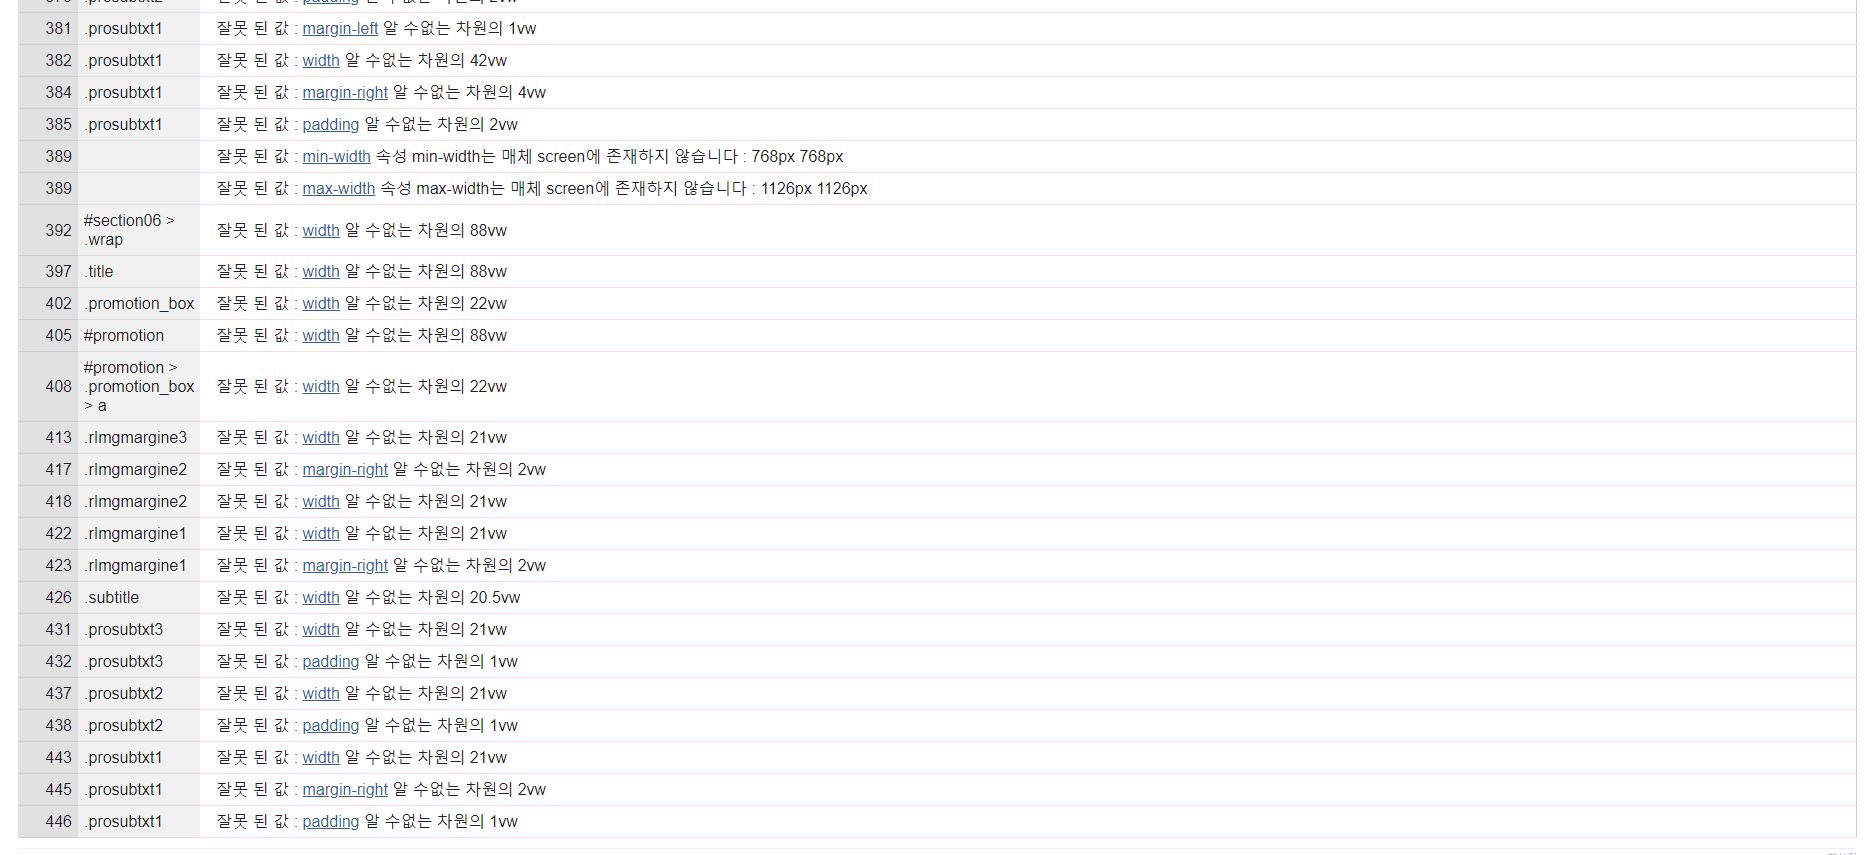 381 .prosubtxt1 잘못 된 값 : margin-left 알 수없는 차원의 1vw
382 .prosubtxt1 잘못 된 값 : width 알 수없는 차원의 42vw
384 .prosubtxt1 잘못 된 값 : margin-right 알 수없는 차원의 4vw
385 .prosubtxt1 잘못 된 값 : padding 알 수없는 차원의 2vw
389 잘못 된 값 : min-width 속성 min-width는 매체 screen에 존재하지 않습니다 : 768px 768px
389 잘못 된 값 : max-width 속성 max-width는 매체 screen에 존재하지 않습니다 : 1126px 1126px
392 #section06 > .wrap 잘못 된 값 : width 알 수없는 차원의 88vw
397 .title 잘못 된 값 : width 알 수없는 차원의 88vw
402 .promotion_box 잘못 된 값 : width 알 수없는 차원의 22vw
405 #promotion 잘못 된 값 : width 알 수없는 차원의 88vw
408 #promotion > .promotion_box > a 잘못 된 값 : width 알 수없는 차원의 22vw
413 .rImgmargine3 잘못 된 값 : width 알 수없는 차원의 21vw
417 .rImgmargine2 잘못 된 값 : margin-right 알 수없는 차원의 2vw
418 .rImgmargine2 잘못 된 값 : width 알 수없는 차원의 21vw
422 .rImgmargine1 잘못 된 값 : width 알 수없는 차원의 21vw
423 .rImgmargine1 잘못 된 값 : margin-right 알 수없는 차원의 2vw
426 .subtitle 잘못 된 값 : width 알 수없는 차원의 20.5vw
431 .prosubtxt3 잘못 된 값 : width 알 수없는 차원의 21vw
432 .prosubtxt3 잘못 된 값 : padding 알 수없는 차원의 1vw
437 .prosubtxt2 잘못 된 값 : width 알 수없는 차원의 21vw
438 .prosubtxt2 잘못 된 값 : padding 알 수없는 차원의 1vw
443 .prosubtxt1 잘못 된 값 : width 알 수없는 차원의 21vw
445 .prosubtxt1 잘못 된 값 : margin-right 알 수없는 차원의 2vw
446 .prosubtxt1 잘못 된 값 : padding 알 수없는 차원의 1vw